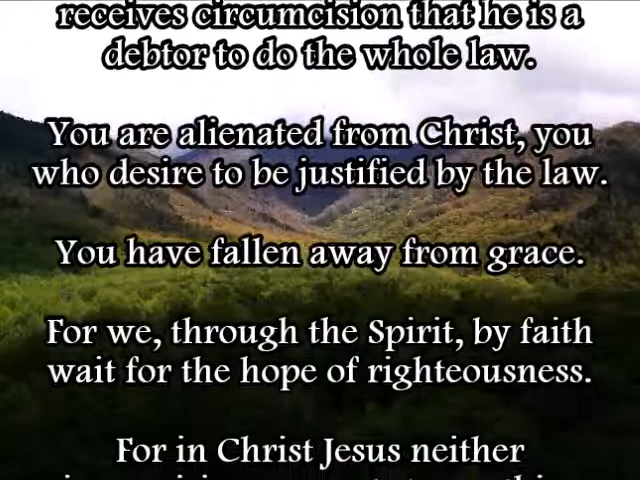 receives circumcision that he is a
debtor to do the whole law.
You are alienated from Christ, you
who desire to be justified by the law.
You have fallen away from grace.
For we, through the Spirit, by faith
wait for the hope of righteousness.
For in Christ Jesus neither